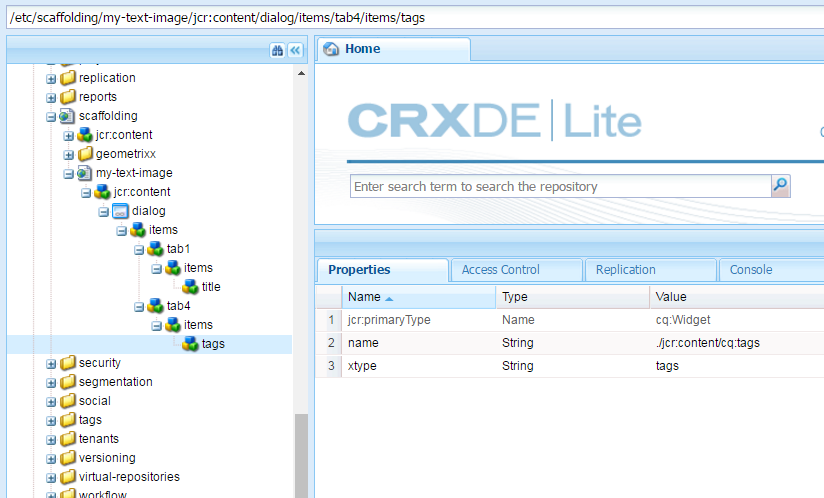 /etc/scaffolding/my-text-image/jcr:content/dialog/items/tab4/items/tags
replication
reports
scaffolding
jcr:content
geometrixx
my-text-image
jcr:content
dialog
items
tab1
items
title
tab4
items
tags
security
segmentation
social
tags
tenants
versioning
virtual-repositories
workflow
Home
CRXDE | Lite
Enter search term to search the repository
Properties Access Control Replication Console
Name Type Value
1 jcr:primaryType Name cq:Widget
2 name String ./jcr:content/cq:tags
3 xtype String tags